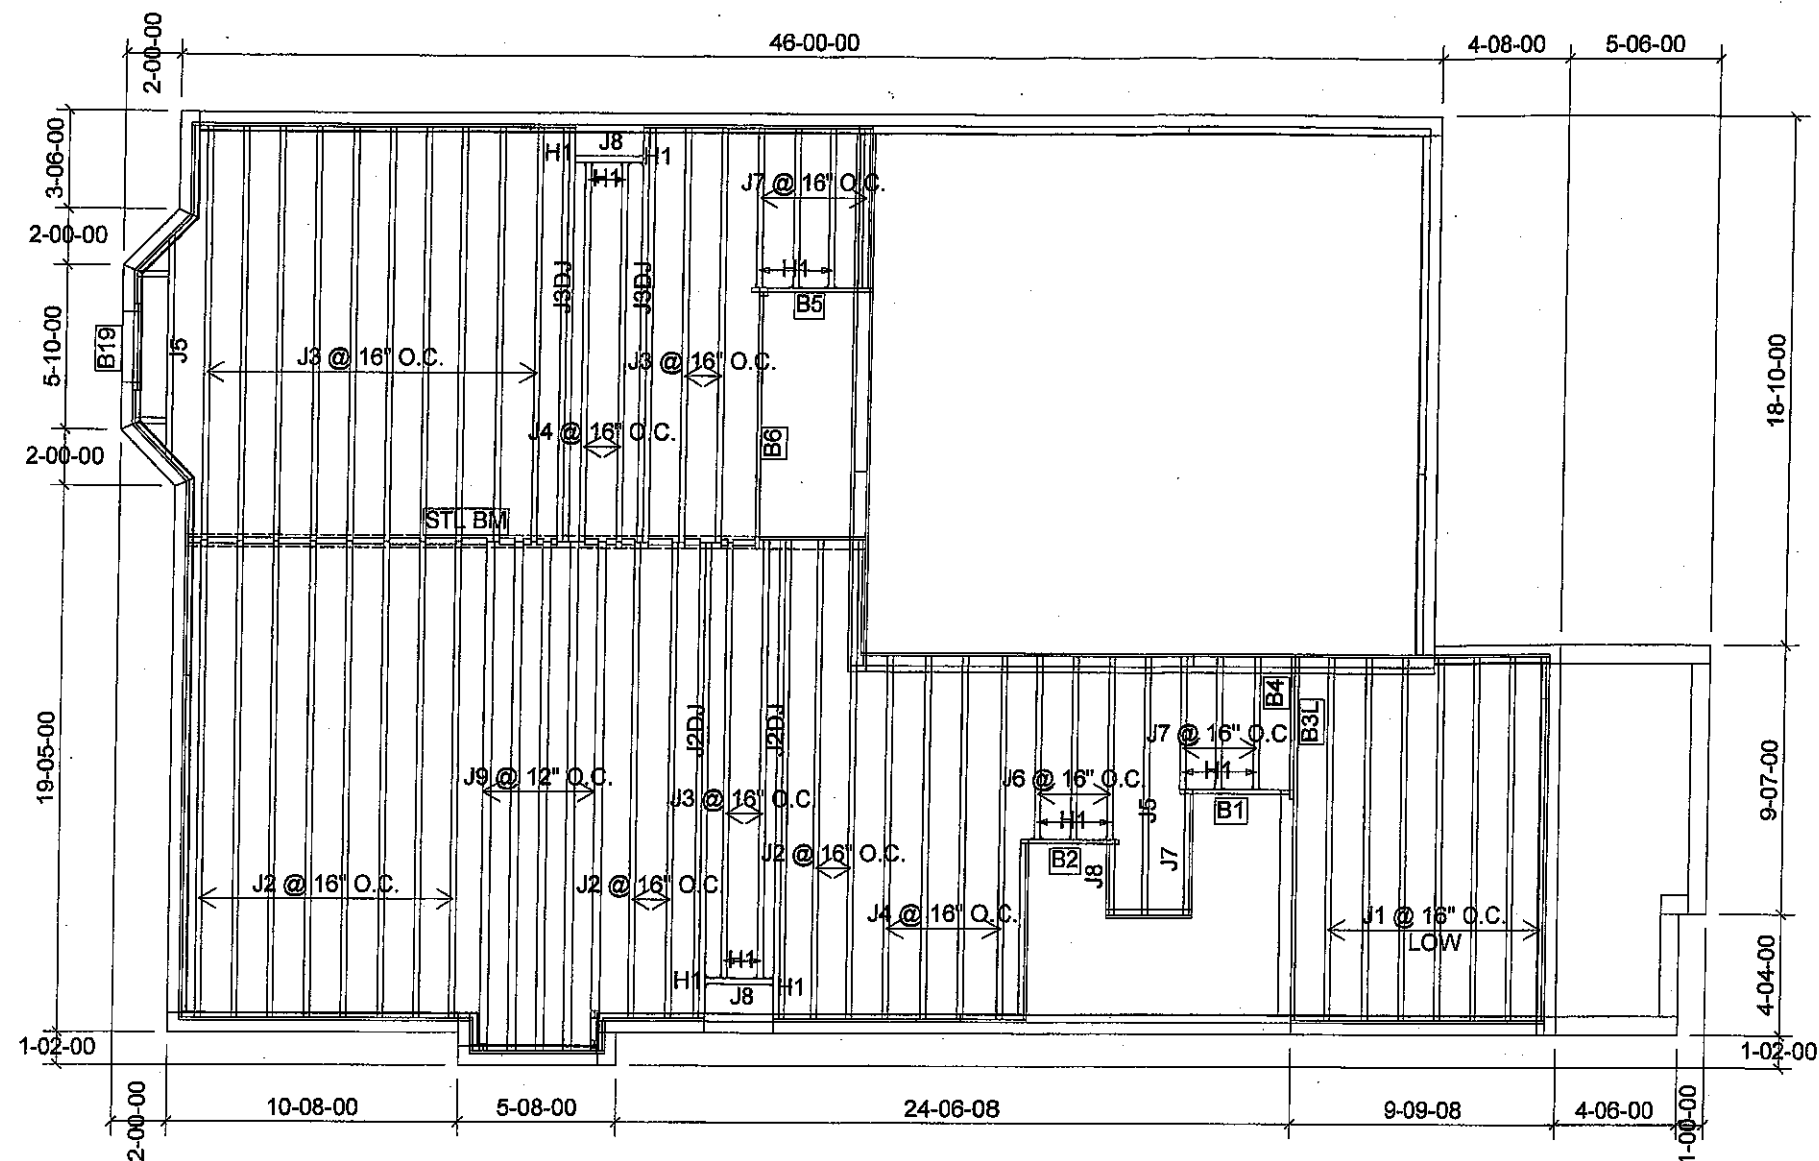 2-00-00
46-00-00
4-08-00
5-06-00
3-06-00
H1
J8
H1
H1
J7 @ 16" O.C.
2-00-00
J3DJ
J3DJ
H1
B5
5-10-00
B19
J5
J3 @ 16" O.C.
J3 @ 16" O.C.
18-10-00
J4 @ 16" O.C.
B6
2-00-00
STL BM
B4
B3L
J2DJ
J2DJ
J7 @ 16" O.C.
19-05-00
J9 @ 12" O.C.
J6 @ 16" O.C.
H1
J3 @ 16" O.C.
J5
B1
9-07-00
H1
J2 @ 16" O.C.
B2
J8
J7
J2 @ 16" O.C.
J2 @ 16" O.C.
J4 @ 16" O.C.
J1 @ 16" O.C.
LOW
H1
H1
J8
H1
4-04-00
1-02-00
1-02-00
2-00-00
10-08-00
5-08-00
24-06-08
9-09-08
4-06-00
1-00-00